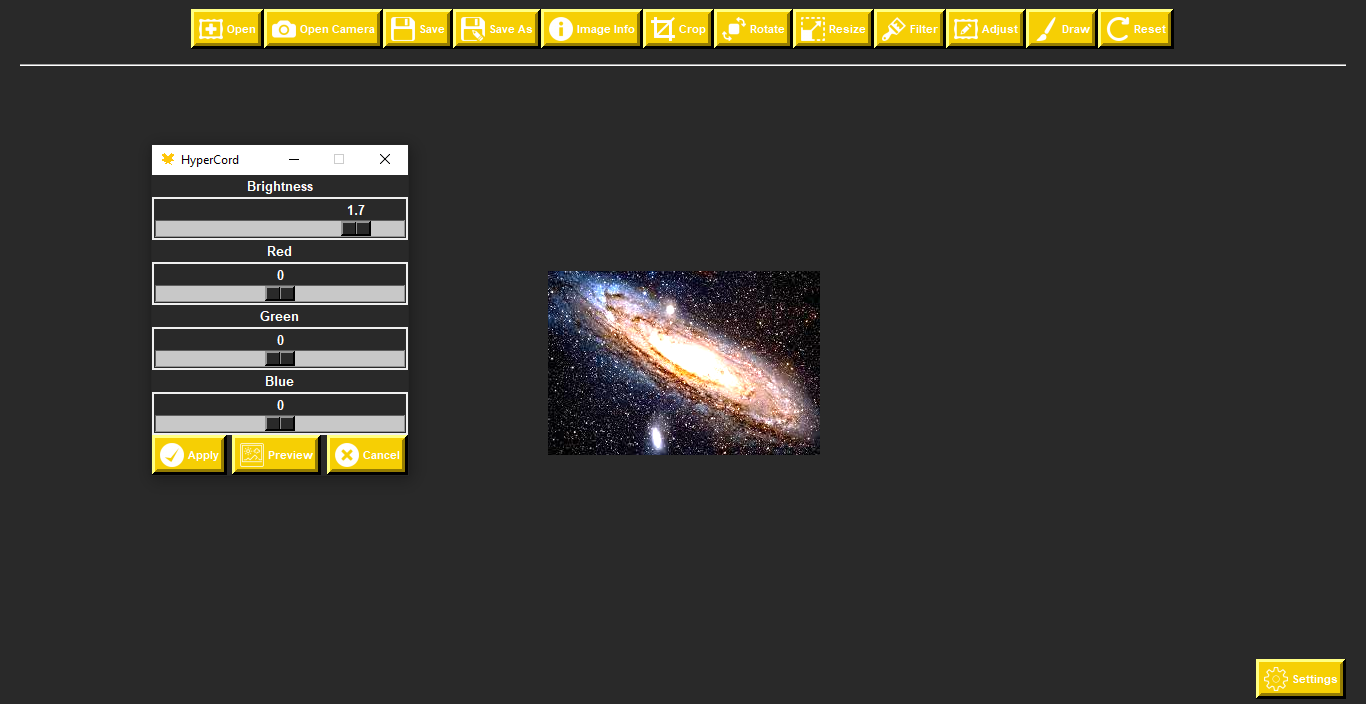 Open Open Camera Save Save As Image Info Crop Rotate Resize Filter Adjust Draw Reset
HyperCord
Brightness
1.7
Red
0
Green
0
Blue
0
Apply Preview Cancel
Settings